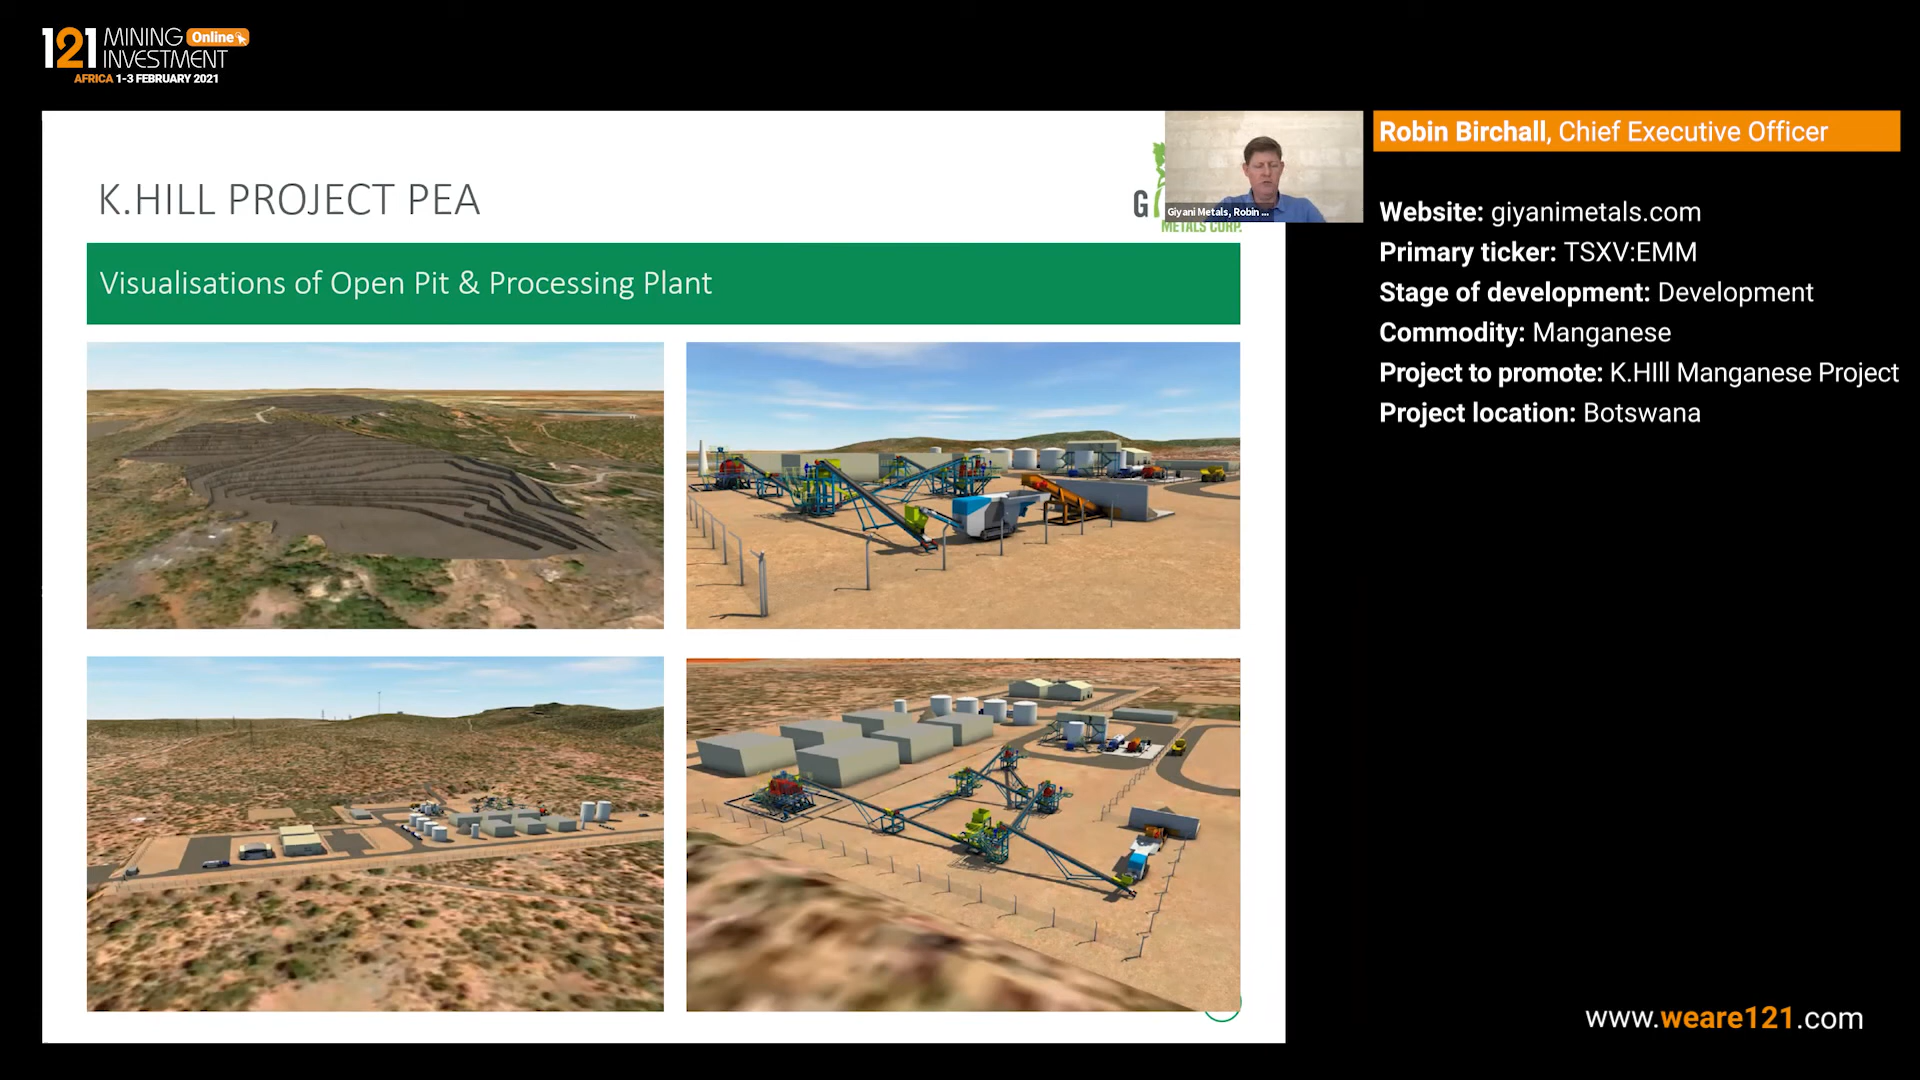 121 MINING Online
INVESTMENT
AFRICA 1-3 FEBRUARY 2021
K.HILL PROJECT PEA
G
METALS CORP.
Giyani Metals, Robin ...
Visualisations of Open Pit & Processing Plant
Robin Birchall, Chief Executive Officer
Website: giyanimetals.com
Primary ticker: TSXV:EMM
Stage of development: Development
Commodity: Manganese
Project to promote: K.HIll Manganese Project
Project location: Botswana
www.weare121.com